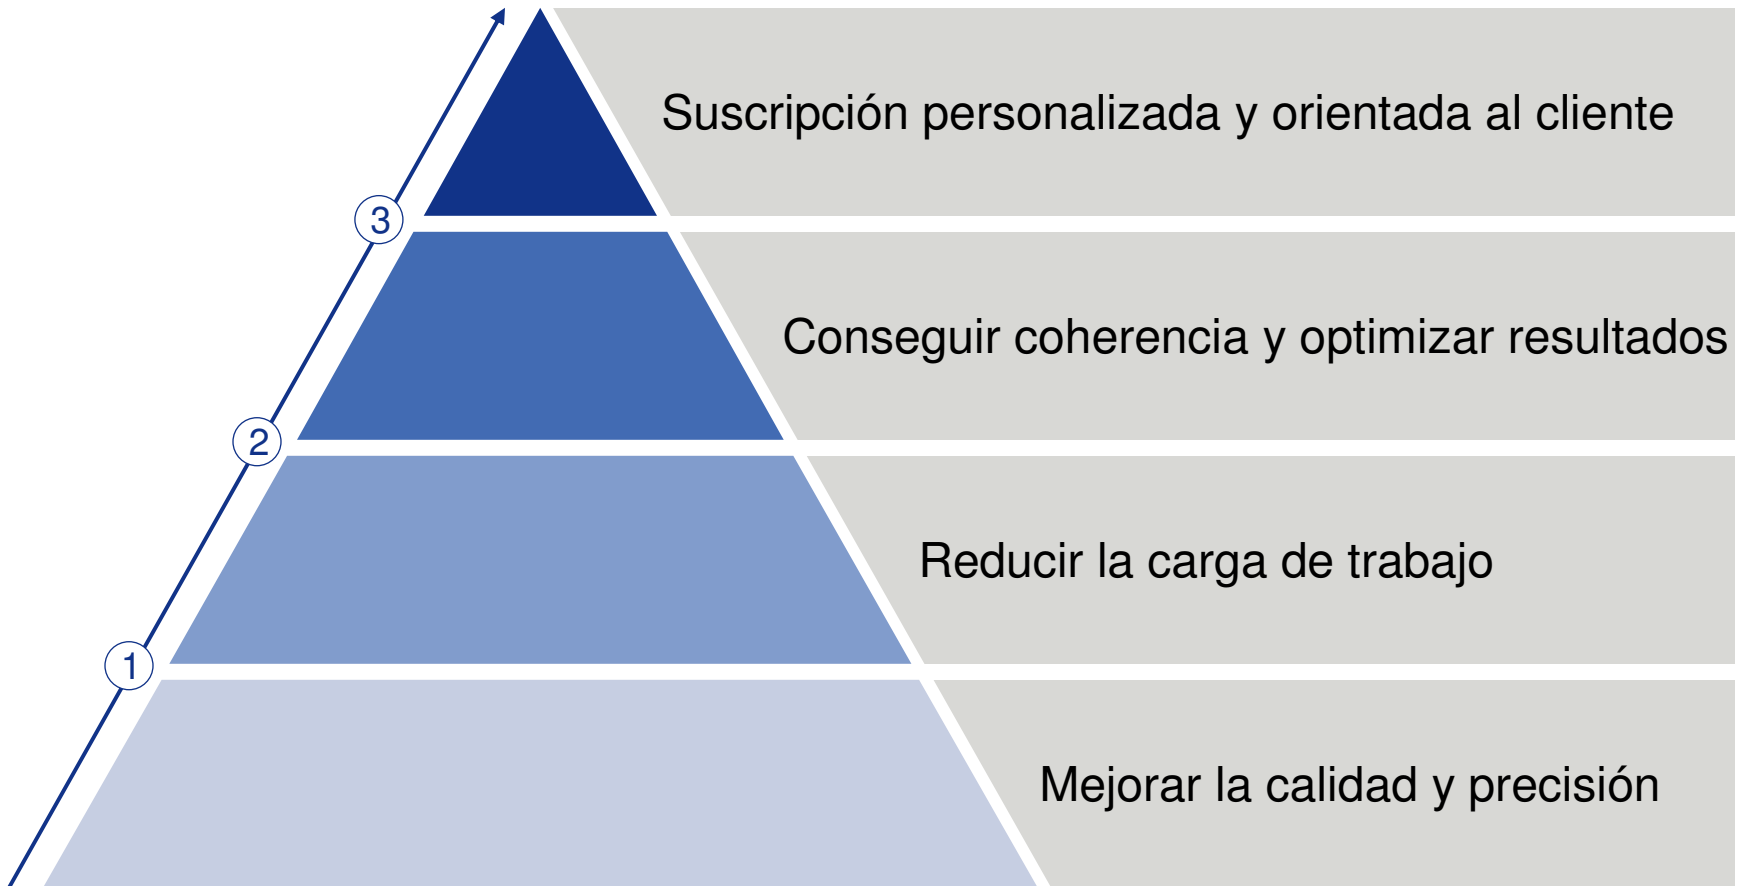 Suscripción personalizada y orientada al cliente
3
Conseguir coherencia y optimizar resultados
2
Reducir la carga de trabajo
1
Mejorar la calidad y precisión